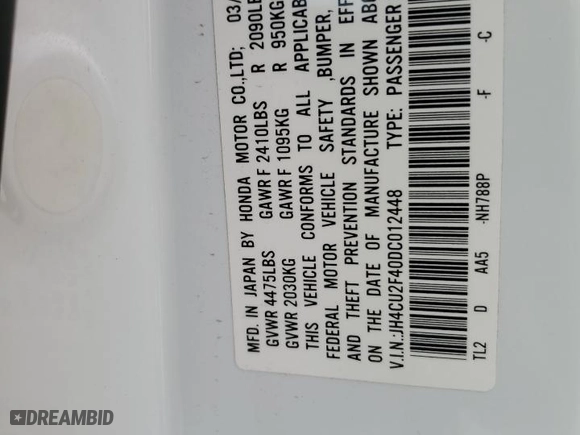 MFD. IN JAPAN BY HONDA MOTOR CO.,LTD; 03/
GVWR 4475LBS GAWR F 2410LBS R 2090LB
GVWR 2030KG GAWR F 1095KG R 950KG
THIS VEHICLE CONFORMS TO ALL APPLICAB
FEDERAL MOTOR VEHICLE SAFETY ,BUMPER,
AND THEFT PREVENTION STANDARDS IN EFF
ON THE DATE OF MANUFACTURE SHOWN ABO
V.I.N.:JH4CU2F40DC012448 TYPE: PASSENGER
TL2 D AA5 -NH788P -F -C
DREAMBID